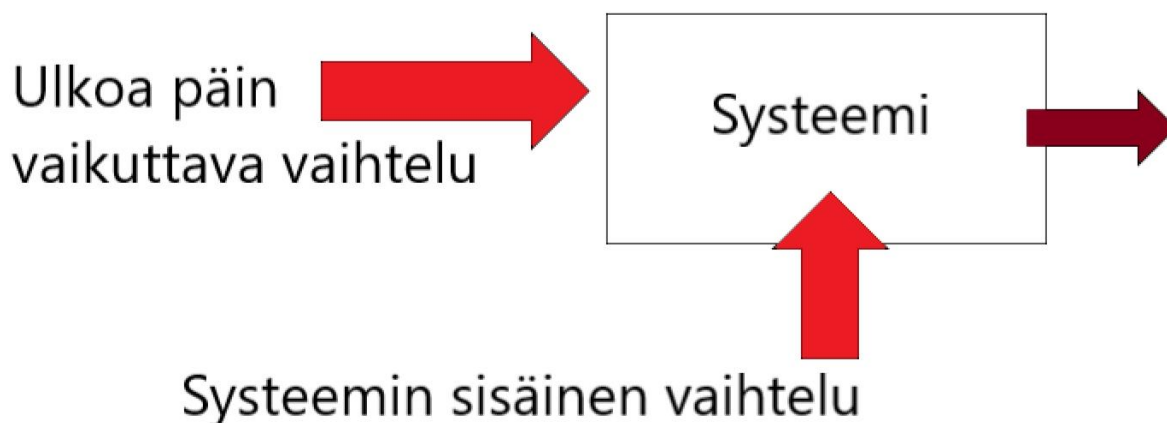 Ulkoa päin
vaikuttava vaihtelu
Systeemi
Systeemin sisäinen vaihtelu